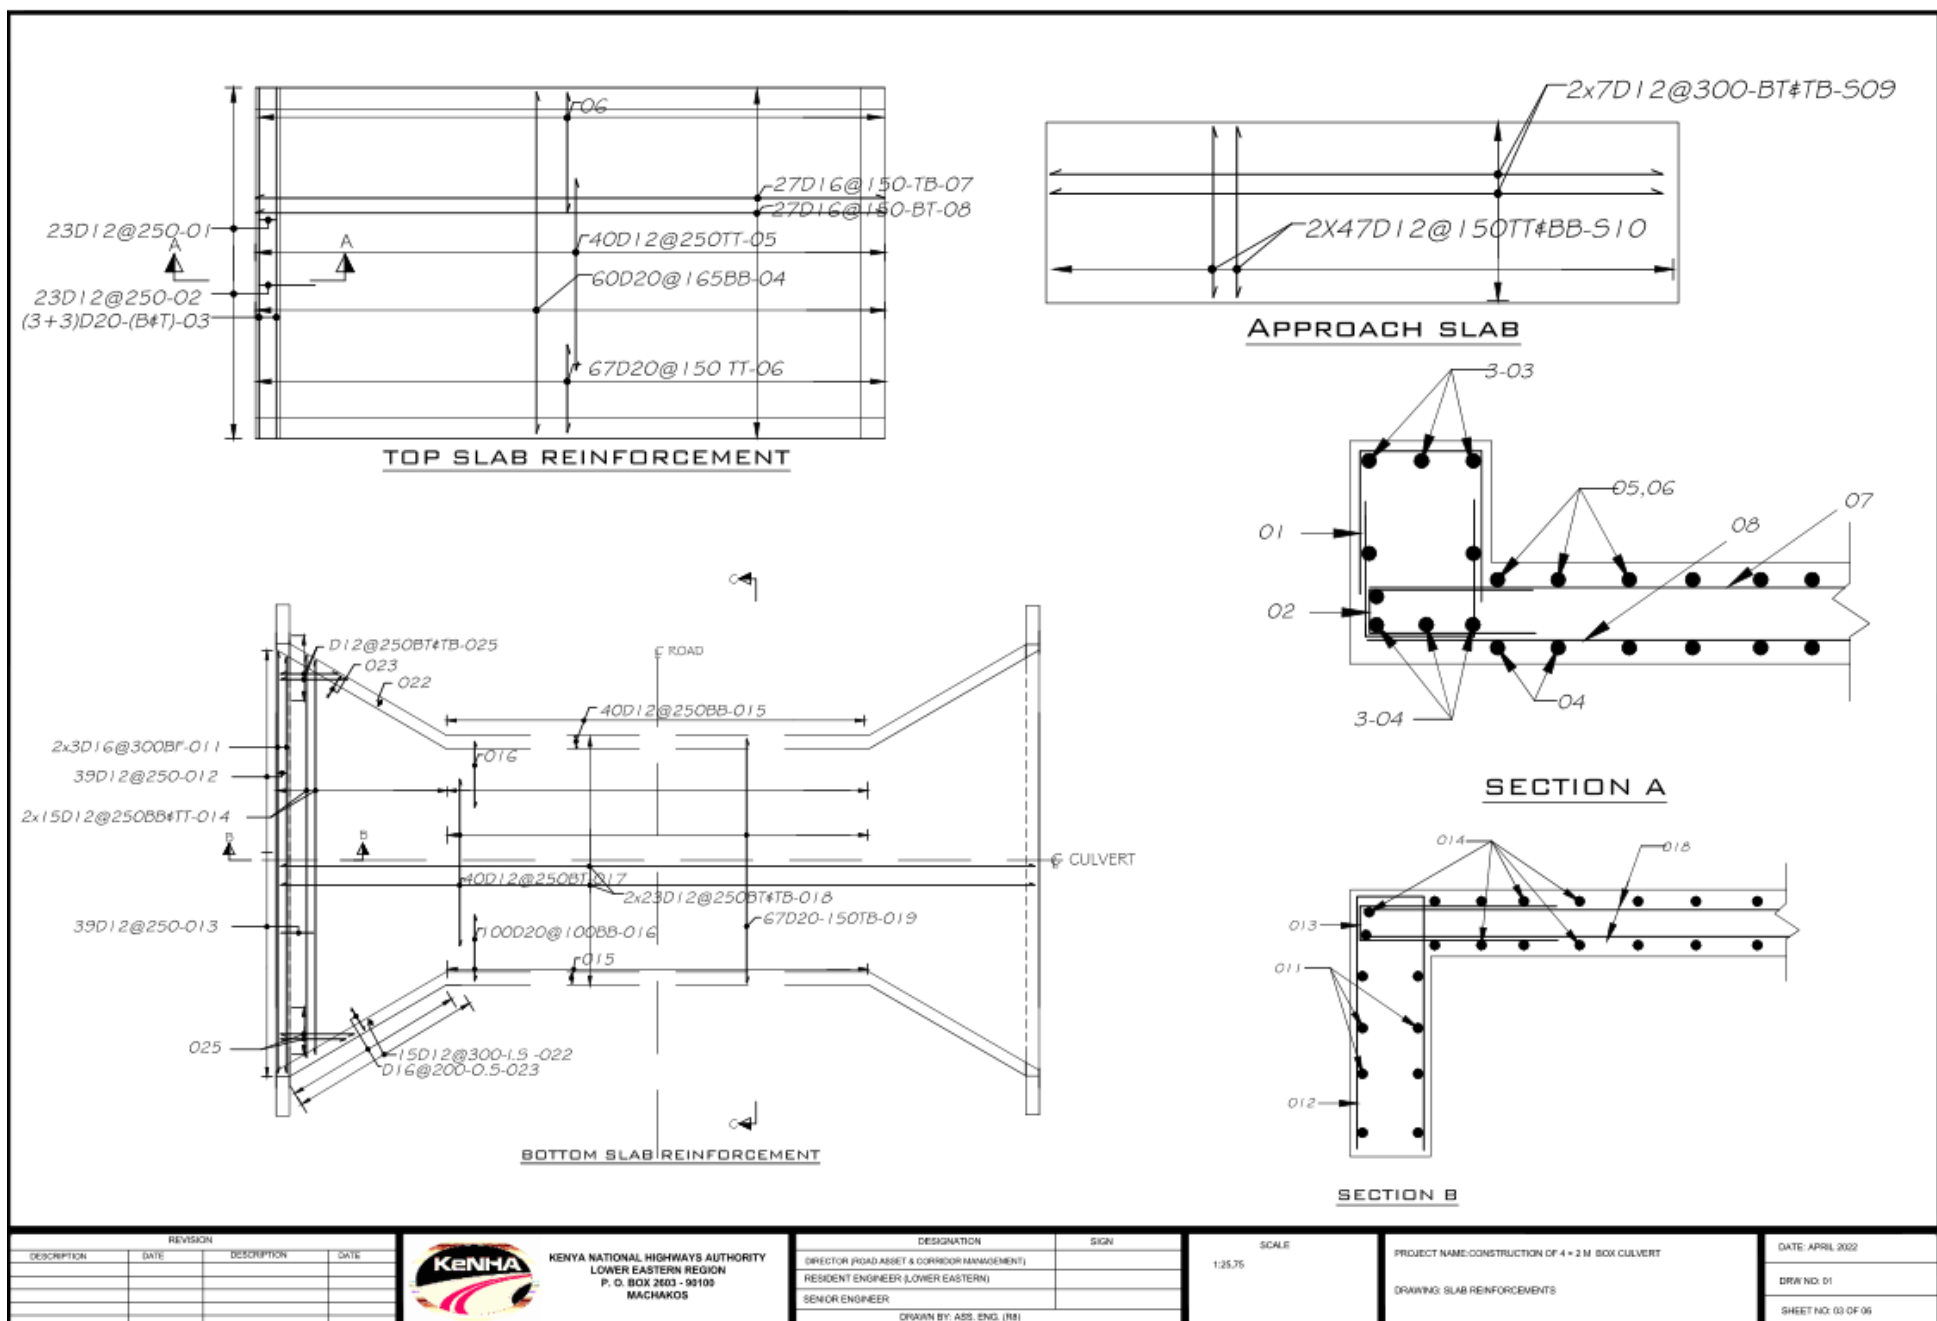 06
27D16@150-TB-07
27D16@150-BT-08
23D12@250-01
A
A
40D12@250TT-05
60D20@165BB-04
23D12@250-02
(3+3)D20-(B&T)-03
67D20@150 TT-06
TOP SLAB REINFORCEMENT
2x7D12@300-BT&TB-S09
2X47D12@150TT&BB-S10
APPROACH SLAB
3-03
05,06
07
08
01
02
04
3-04
SECTION A
C
℄ ROAD
D12@250BT&TB-025
023
022
40D12@250BB-015
2x3D16@300BF-011
016
39D12@250-012
2x15D12@250BB&TT-014
B
B
℄ CULVERT
40D12@250BT-017
2x23D12@250BT&TB-018
67D20-150TB-019
39D12@250-013
100D20@100BB-016
015
025
15D12@300-1.5 -022
D16@200-0.5-023
C
BOTTOM SLAB REINFORCEMENT
014
018
013
011
012
SECTION B
REVISION
DESCRIPTION
DATE
DESCRIPTION
DATE
KeNHA
KENYA NATIONAL HIGHWAYS AUTHORITY
LOWER EASTERN REGION
P. O. BOX 2603 - 90100
MACHAKOS
DESIGNATION
SIGN
DIRECTOR (ROAD ASSET & CORRIDOR MANAGEMENT)
RESIDENT ENGINEER (LOWER EASTERN)
SENIOR ENGINEER
DRAWN BY: ASS. ENG. (R8)
SCALE
1:25,75
PROJECT NAME:CONSTRUCTION OF 4 × 2 M BOX CULVERT
DRAWING: SLAB REINFORCEMENTS
DATE: APRIL 2022
DRW NO: 01
SHEET NO: 03 OF 06